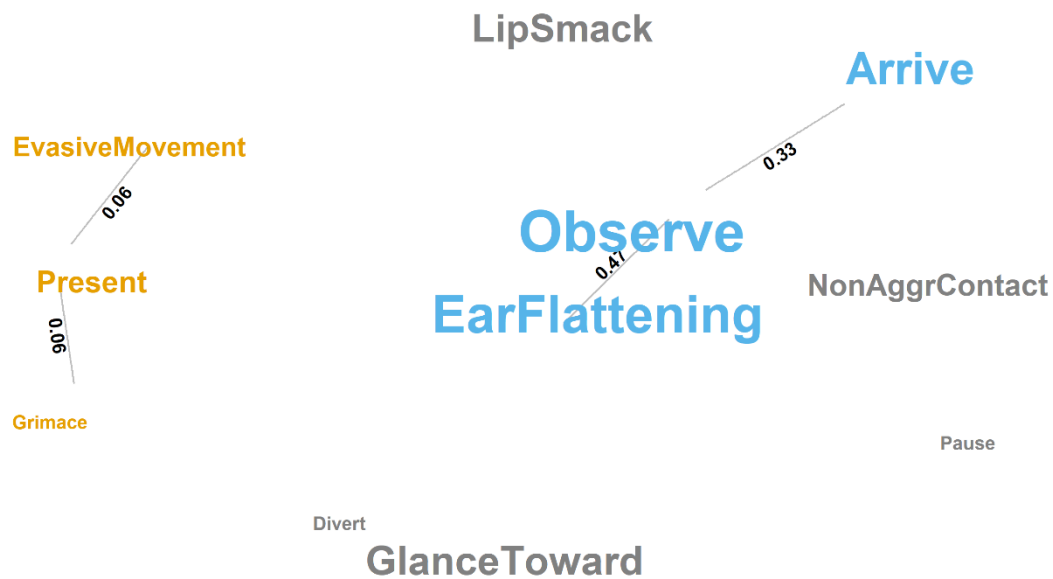 LipSmack
Arrive
EvasiveMovement
0.33
0.06
Observe
0.47
Present
NonAggrContact
EarFlattening
0.06
Grimace
Pause
Divert
GlanceToward